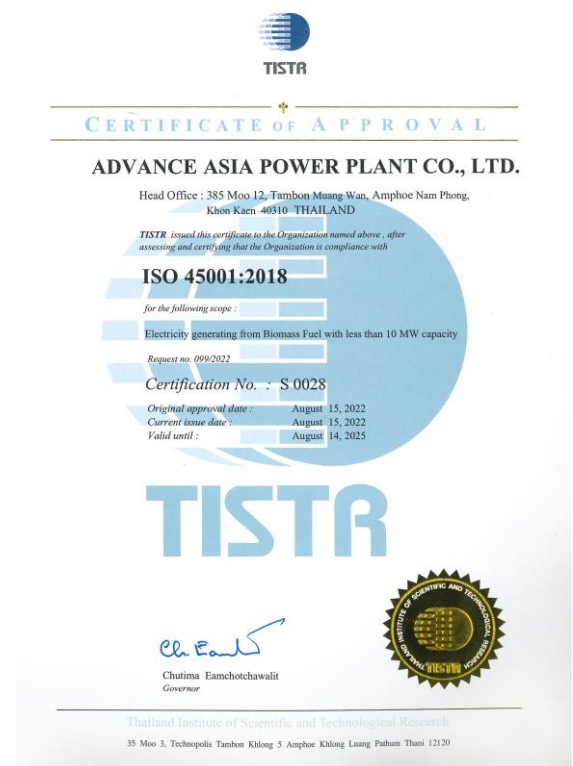 TISTR
CERTIFICATE OF APPROVAL
ADVANCE ASIA POWER PLANT CO., LTD.
Head Office : 385 Moo 12, Tambon Muang Wan, Amphoe Nam Phong,
Khon Kaen 40310 THAILAND
TISTR issued this certificate to the Organization named above , after
assessing and certifying that the Organization is compliance with
ISO 45001:2018
for the following scope :
Electricity generating from Biomass Fuel with less than 10 MW capacity
Request no. 099/2022
Certification No. : S 0028
Original approval date : August 15, 2022
Current issue date : August 15, 2022
Valid until : August 14, 2025
TISTR
THAILAND INSTITUTE OF SCIENTIFIC AND TECHNOLOGICAL RESEARCH
TISTR
Chutima Eamchotchawalit
Governor
Thailand Institute of Scientific and Technological Research
35 Moo 3, Technopolis Tambon Khlong 5 Amphoe Khlong Luang Pathum Thani 12120